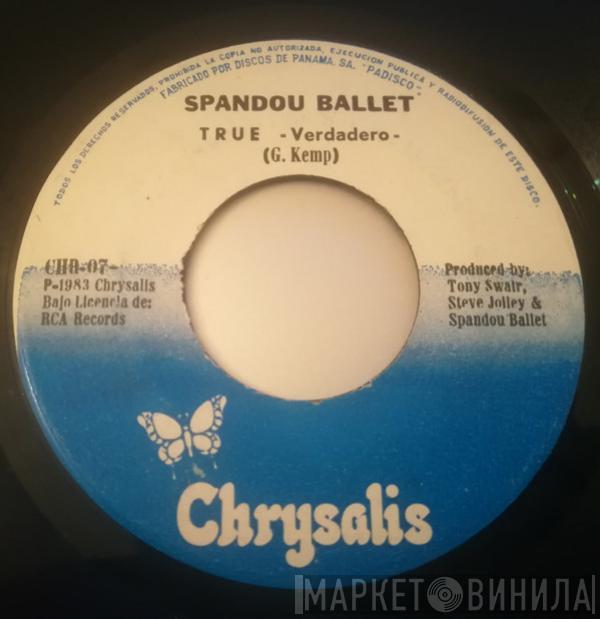 TODOS LOS DERECHOS RESERVADOS, PROHIBIDA LA COPIA NO AUTORIZADA, EJECUCION PUBLICA Y RADIODIFUSION DE ESTE DISCO.
FABRICADO POR DISCOS DE PANAMA, SA. "PADISCO".
SPANDOU BALLET
TRUE -Verdadero-
(G. Kemp)
CHR-07-
P-1983 Chrysalis
Bajo Licencia de:
RCA Records
Produced by:
Tony Swair,
Steve Jolley &
Spandou Ballet
Chrysalis
МАРКЕТ ВИНИЛА